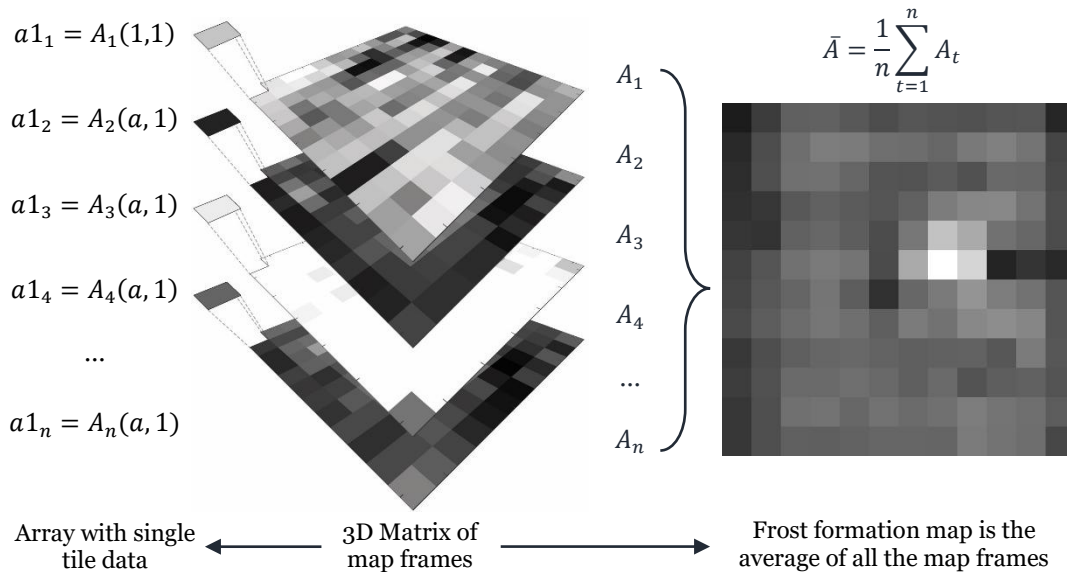 a1₁ = A₁(1,1)
a1₂ = A₂(a, 1)
a1₃ = A₃(a, 1)
a1₄ = A₄(a, 1)
...
a1ₙ = Aₙ(a, 1)
Array with single
tile data
3D Matrix of
map frames
A₁
A₂
A₃
A₄
...
Aₙ
Ā = 1/n ∑ₜ₌₁ⁿ Aₜ
Frost formation map is the
average of all the map frames